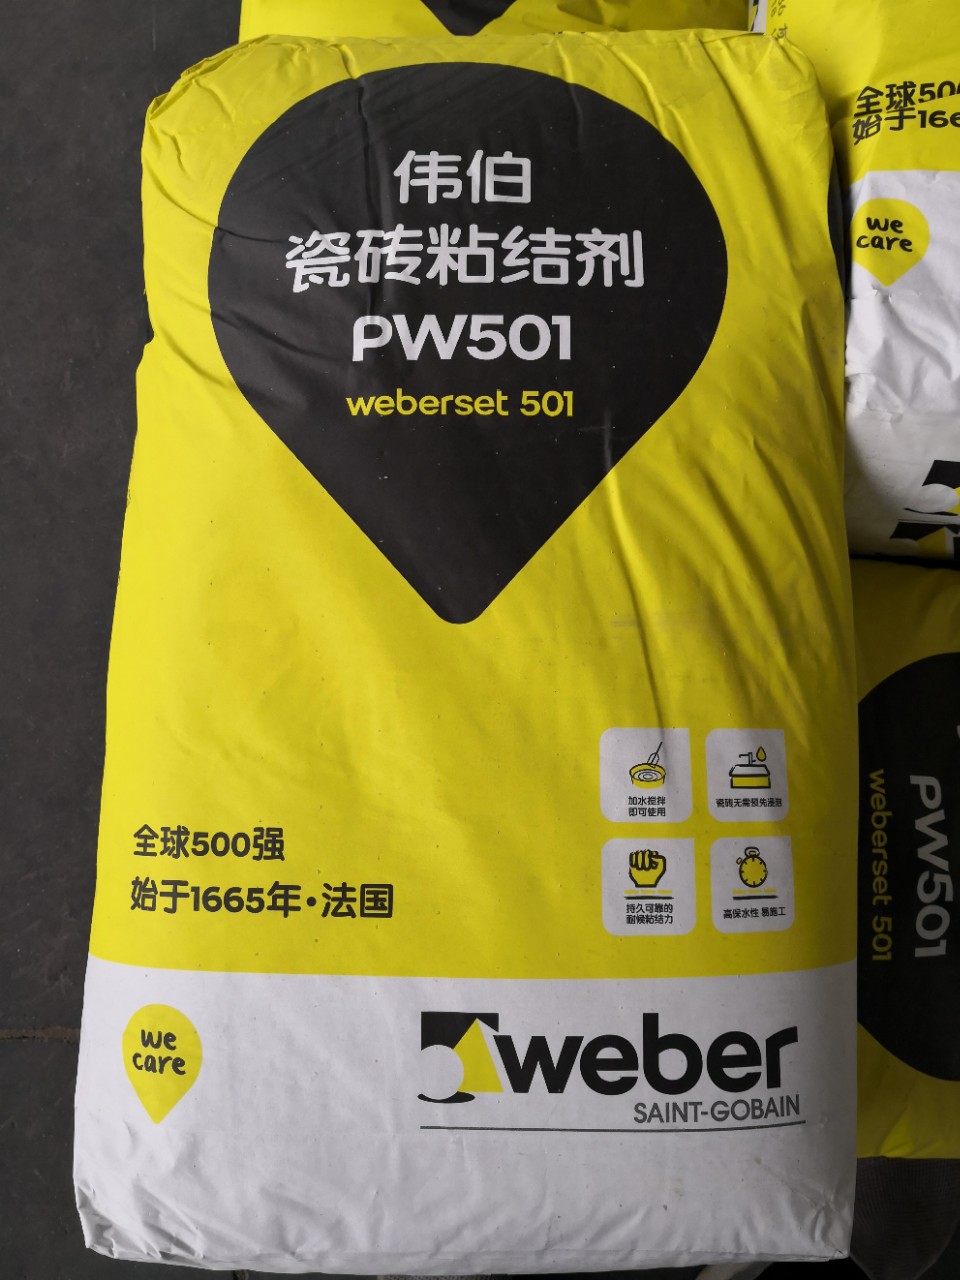 伟伯
瓷砖粘结剂
PW501
weberset 501
加水搅拌
即可使用
瓷砖无需预先浸泡
持久可靠的
耐候粘结力
高保水性 易施工
全球500强
始于1665年·法国
we
care
weber
SAINT-GOBAIN
全球50
始于166
we
care
PW501
weberset 501